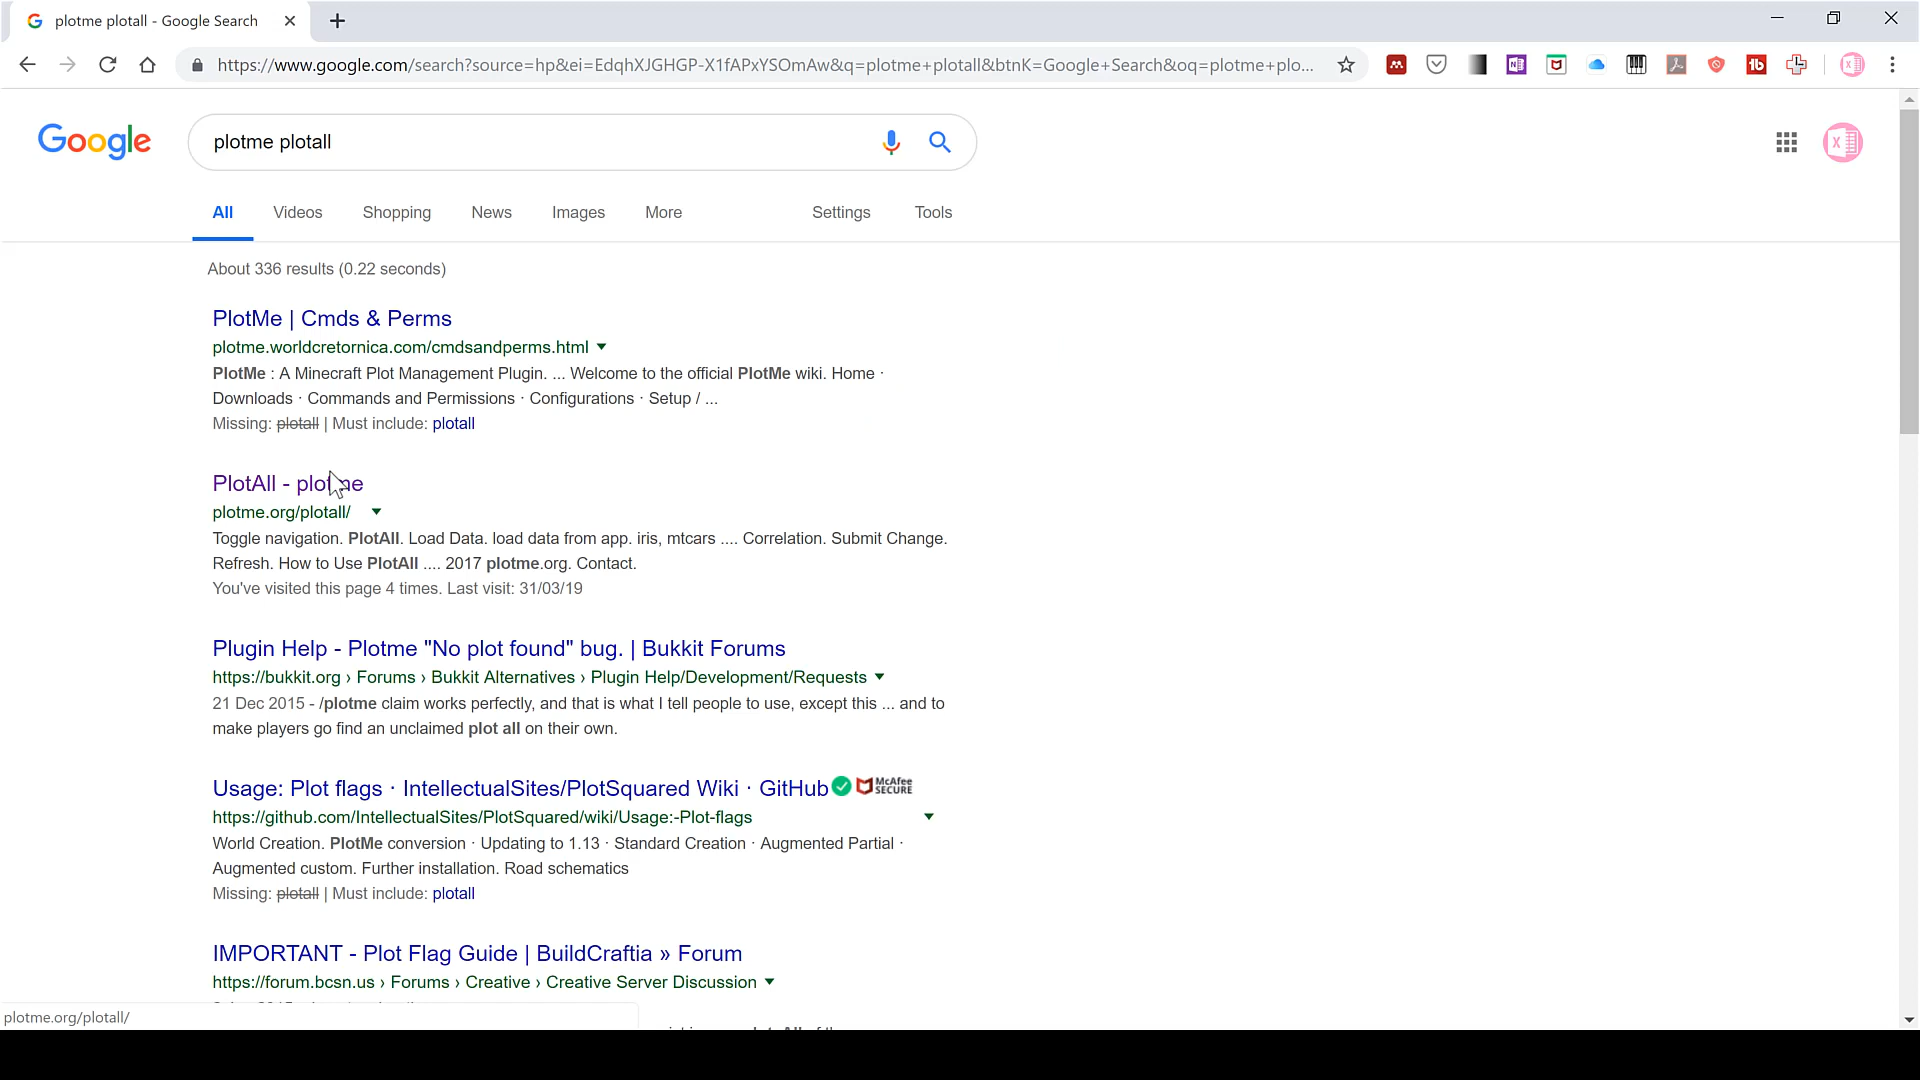 plotme plotall - Google Search
https://www.google.com/search?source=hp&ei=EdqhXJGHGP-X1fAPxYSOmAw&q=plotme+plotall&btnK=Google+Search&oq=plotme+plo...
Google
plotme plotall
All Videos Shopping News Images More Settings Tools
About 336 results (0.22 seconds)
PlotMe | Cmds & Perms
plotme.worldcretornica.com/cmdsandperms.html
PlotMe : A Minecraft Plot Management Plugin. ... Welcome to the official PlotMe wiki. Home ·
Downloads · Commands and Permissions · Configurations · Setup / ...
Missing: plotall | Must include: plotall
PlotAll - plotme
plotme.org/plotall/
Toggle navigation. PlotAll. Load Data. load data from app. iris, mtcars .... Correlation. Submit Change.
Refresh. How to Use PlotAll .... 2017 plotme.org. Contact.
You've visited this page 4 times. Last visit: 31/03/19
Plugin Help - Plotme "No plot found" bug. | Bukkit Forums
https://bukkit.org › Forums › Bukkit Alternatives › Plugin Help/Development/Requests
21 Dec 2015 - /plotme claim works perfectly, and that is what I tell people to use, except this ... and to
make players go find an unclaimed plot all on their own.
Usage: Plot flags · IntellectualSites/PlotSquared Wiki · GitHub McAfee SECURE
https://github.com/IntellectualSites/PlotSquared/wiki/Usage:-Plot-flags
World Creation. PlotMe conversion · Updating to 1.13 · Standard Creation · Augmented Partial ·
Augmented custom. Further installation. Road schematics
Missing: plotall | Must include: plotall
IMPORTANT - Plot Flag Guide | BuildCraftia » Forum
https://forum.bcsn.us › Forums › Creative › Creative Server Discussion
plotme.org/plotall/